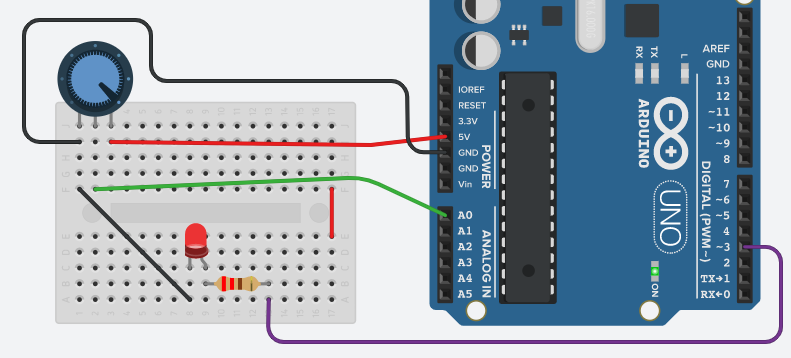 RX
TX
L
AREF
GND
13
12
~11
~10
~9
8
7
~6
~5
4
~3
2
TX→1
RX←0
DIGITAL (PWM~)
ARDUINO
UNO
ON
IOREF
RESET
3.3V
5V
GND
GND
Vin
POWER
A0
A1
A2
A3
A4
A5
ANALOG IN